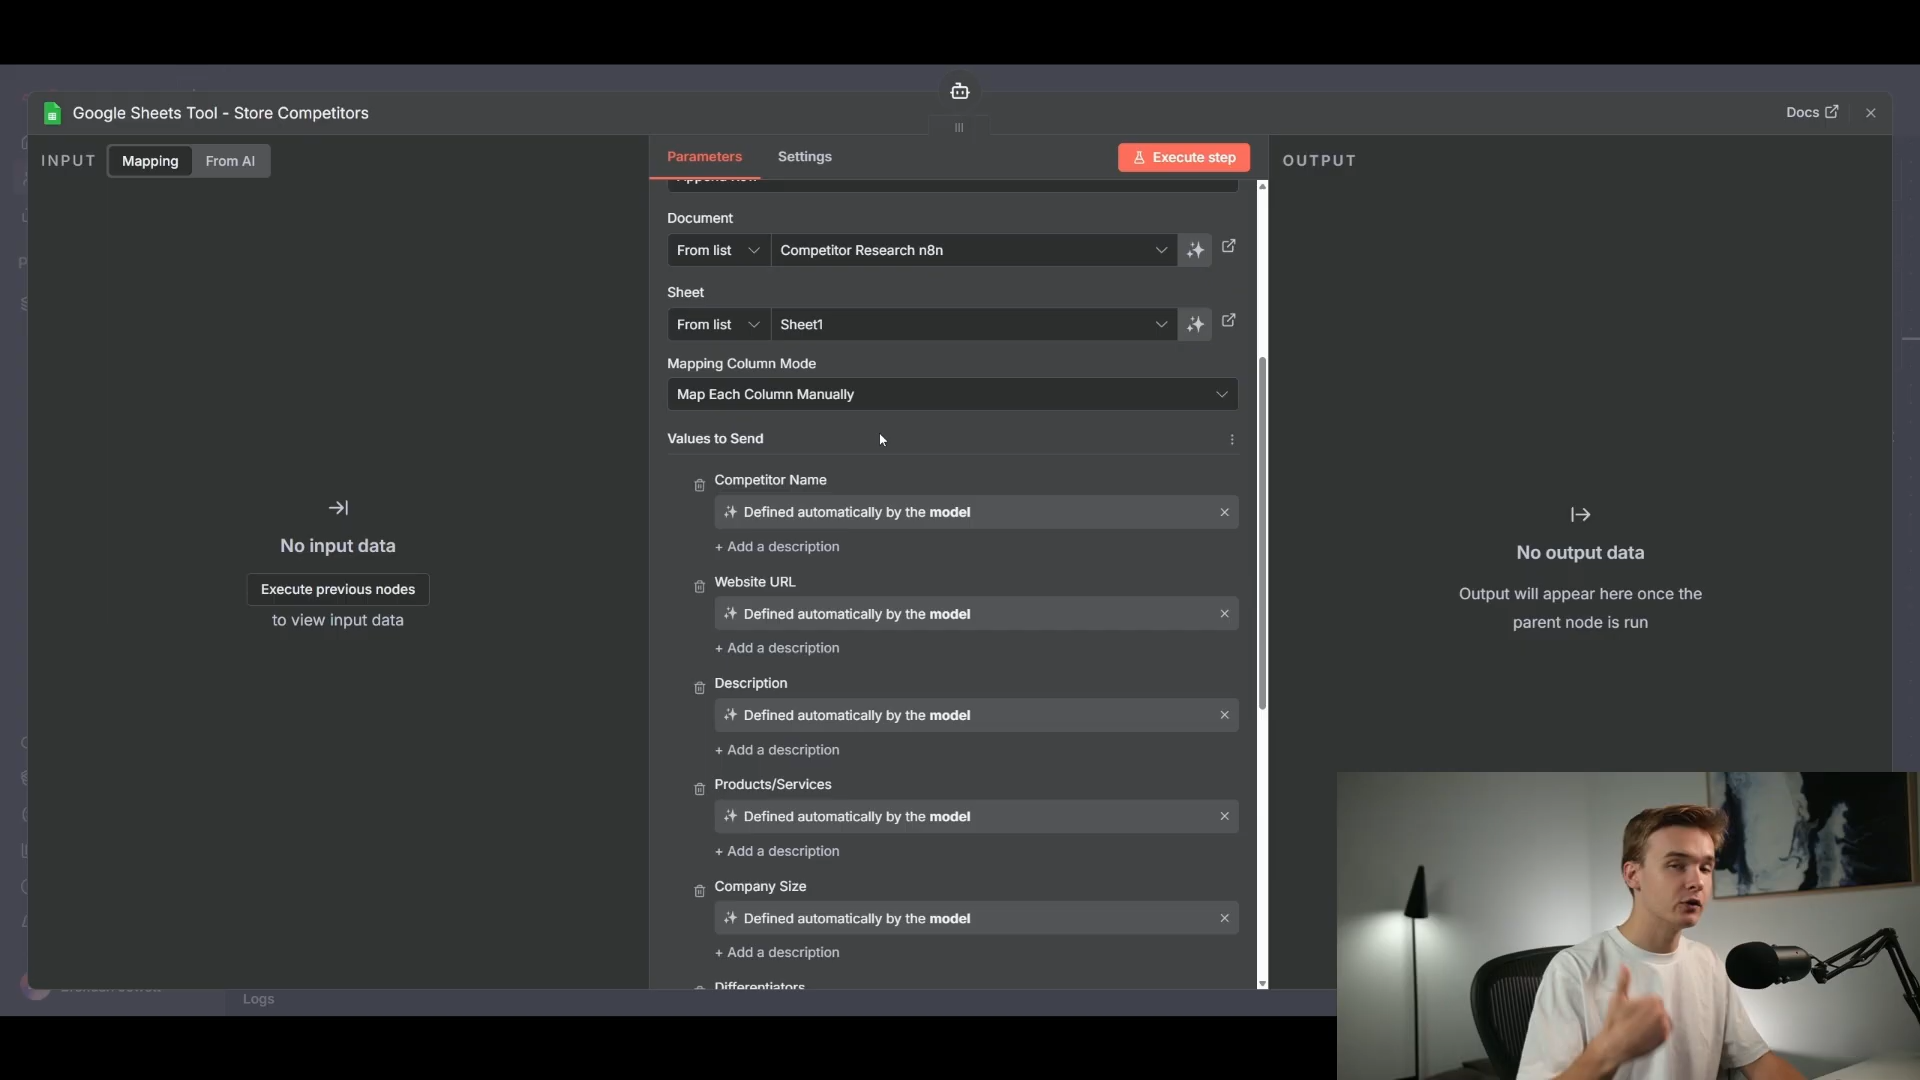 Google Sheets Tool - Store Competitors
Docs
INPUT
Mapping
From AI
Parameters
Settings
Execute step
OUTPUT
Document
From list
Competitor Research n8n
Sheet
From list
Sheet1
Mapping Column Mode
Map Each Column Manually
Values to Send
Competitor Name
Defined automatically by the model
+ Add a description
Website URL
Defined automatically by the model
+ Add a description
Description
Defined automatically by the model
+ Add a description
Products/Services
Defined automatically by the model
+ Add a description
Company Size
Defined automatically by the model
+ Add a description
Differentiators
No input data
Execute previous nodes
to view input data
No output data
Output will appear here once the
parent node is run
Logs